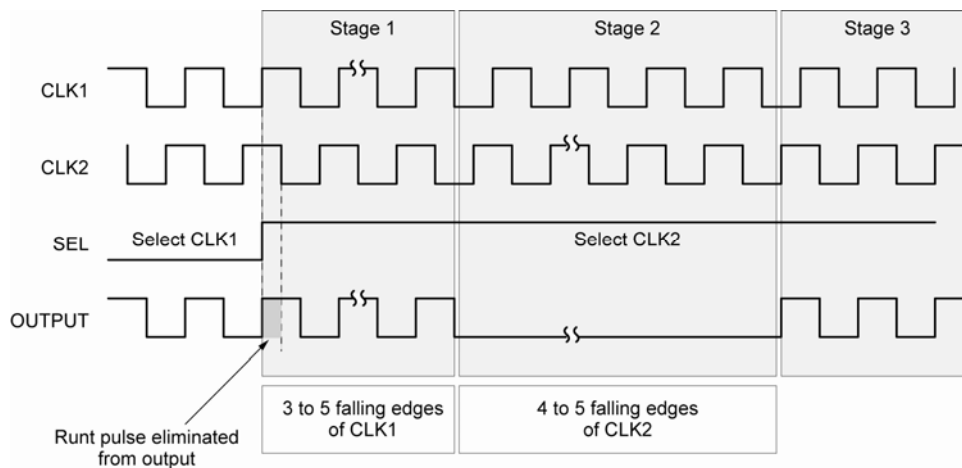 Stage 1
Stage 2
Stage 3
CLK1
CLK2
SEL
Select CLK1
Select CLK2
OUTPUT
3 to 5 falling edges
of CLK1
4 to 5 falling edges
of CLK2
Runt pulse eliminated
from output